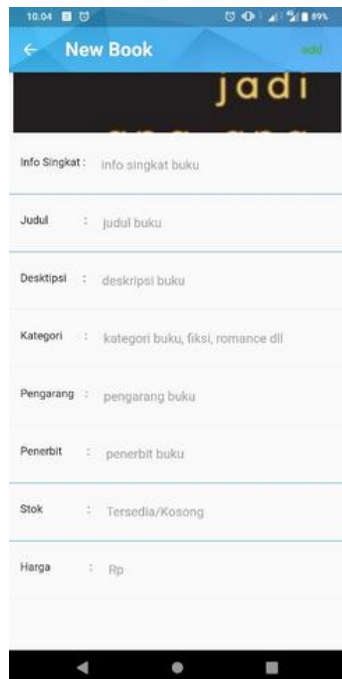 10.04 89%
← New Book add
jadi
Info Singkat : info singkat buku
Judul : judul buku
Desktipsi : deskripsi buku
Kategori : kategori buku, fiksi, romance dll
Pengarang : pengarang buku
Penerbit : penerbit buku
Stok : Tersedia/Kosong
Harga : Rp